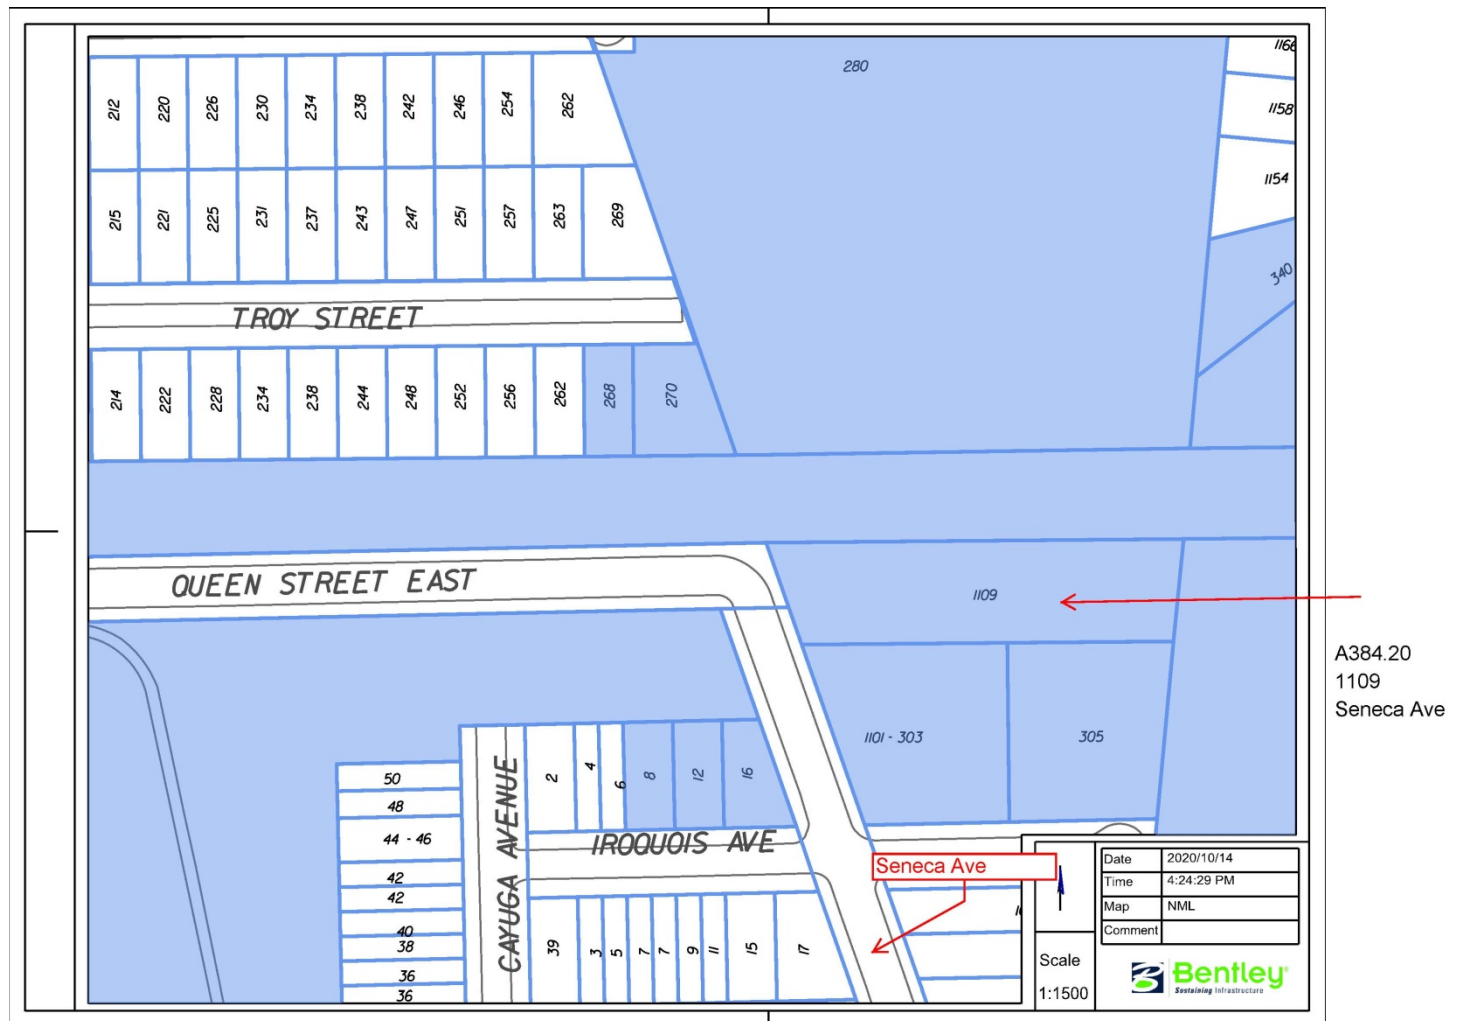 280
1166
1158
1154
340
212 220 226 230 234 238 242 246 254 262
215 221 225 231 237 243 247 251 257 263 269
TROY STREET
214 222 228 234 238 244 248 252 256 262 268 270
QUEEN STREET EAST
1109
A384.20
1109
Seneca Ave
1101 - 303
305
50
48
44 - 46
42
42
40
38
36
36
CAYUGA AVENUE
2 4 6 8 12 16
IROQUOIS AVE
Seneca Ave
39 3 5 7 7 9 11 15 17
Date 2020/10/14
Time 4:24:29 PM
Map NML
Comment
Scale
1:1500
Bentley
Sustaining Infrastructure